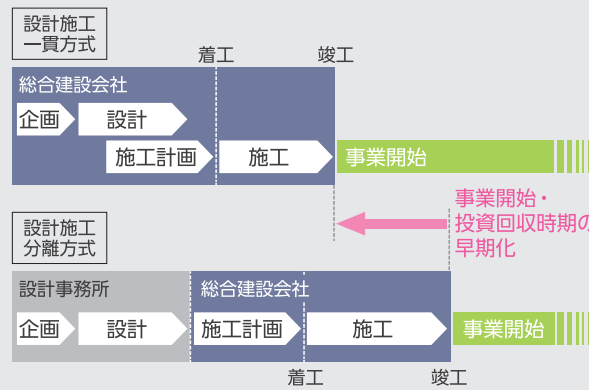 設計施工
一貫方式
着工
竣工
総合建設会社
企画
設計
施工計画
施工
事業開始
事業開始・
投資回収時期の
早期化
設計施工
分離方式
設計事務所
総合建設会社
企画
設計
施工計画
施工
事業開始
着工
竣工